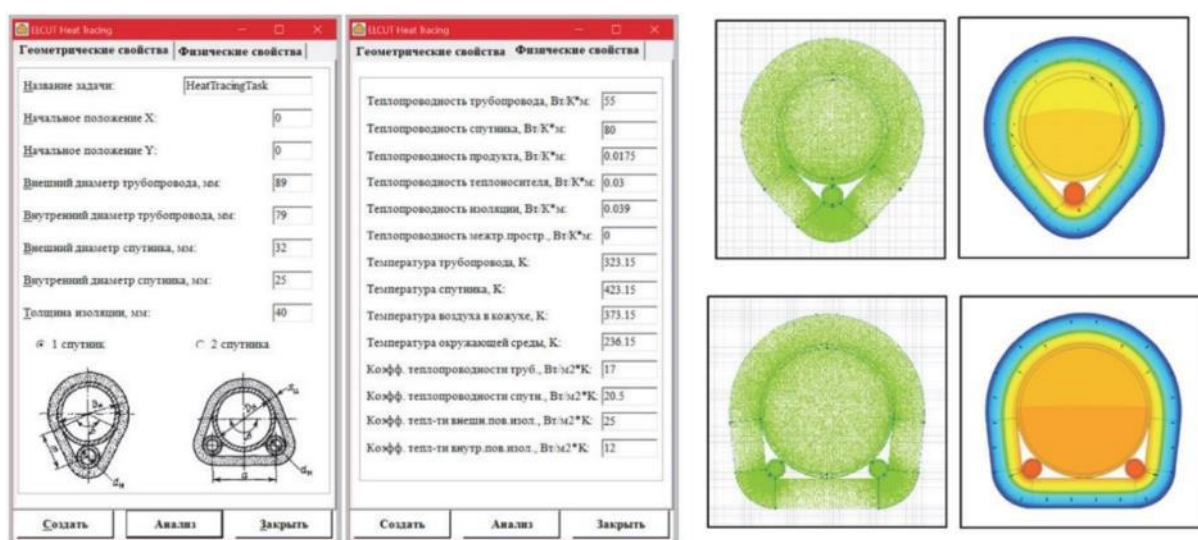 ELCUT Heat Tracing
Геометрические свойства Физические свойства
Название задачи: HeatTracingTask
Начальное положение X: 0
Начальное положение Y: 0
Внешний диаметр трубопровода, мм: 89
Внутренний диаметр трубопровода, мм: 79
Внешний диаметр спутника, мм: 32
Внутренний диаметр спутника, мм: 25
Толщина изоляции, мм: 40
1 спутник 2 спутника
Создать Анализ Закрыть
ELCUT Heat Tracing
Геометрические свойства Физические свойства
Теплопроводность трубопровода, Вт/К*м: 55
Теплопроводность спутника, Вт/К*м: 80
Теплопроводность продукта, Вт/К*м: 0.0175
Теплопроводность теплоносителя, Вт/К*м: 0.03
Теплопроводность изоляции, Вт/К*м: 0.039
Теплопроводность межтр.простр., Вт/К*м: 0
Температура трубопровода, K: 323.15
Температура спутника, K: 423.15
Температура воздуха в кожухе, K: 373.15
Температура окружающей среды, K: 236.15
Коэфф. теплопроводности труб., Вт/м2*K: 17
Коэфф. теплопроводности спутн., Вт/м2*K: 20.5
Коэфф. тепл-ти внешн.пов.изол., Вт/м2*K: 25
Коэфф. тепл-ти внутр.пов.изол., Вт/м2*K: 12
Создать Анализ Закрыть